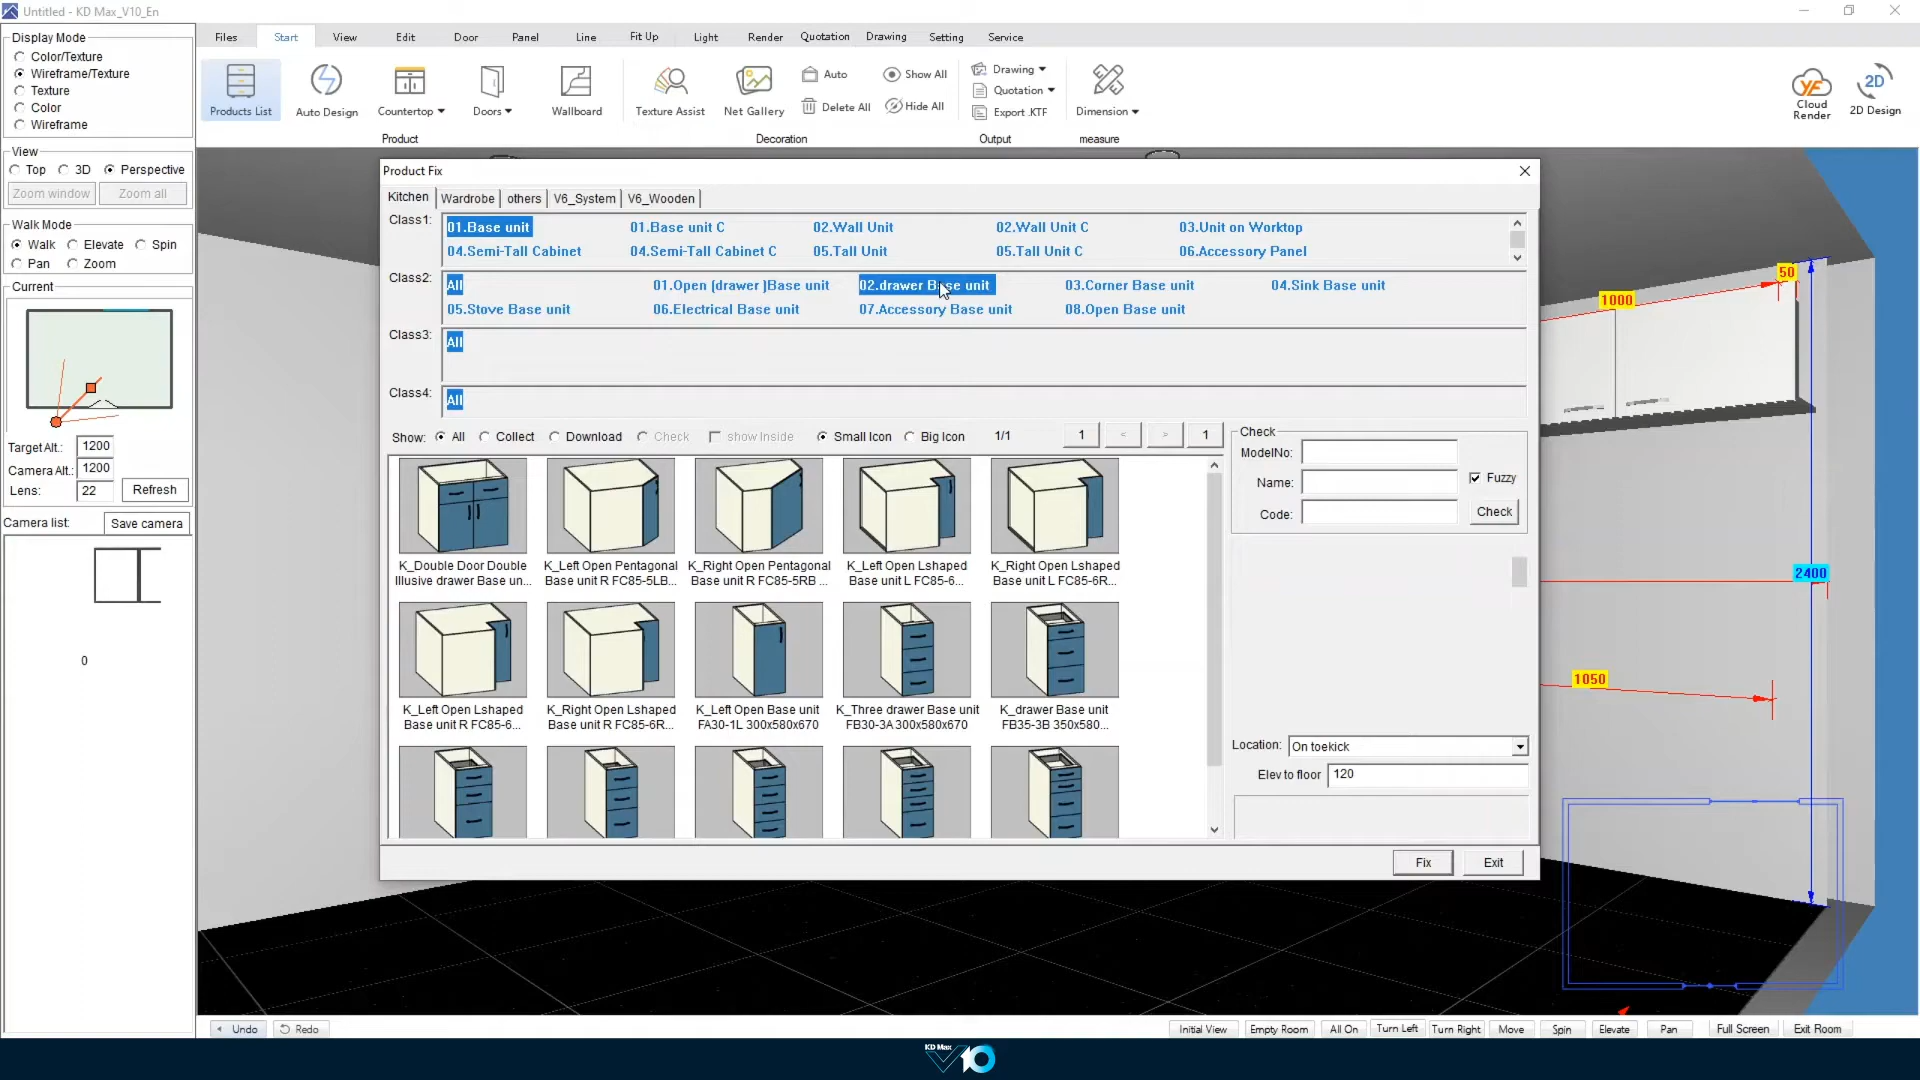 Untitled - KD Max_V10_En
Display Mode
Color/Texture
Wireframe/Texture
Texture
Color
Wireframe
View
Top 3D Perspective
Zoom window Zoom all
Walk Mode
Walk Elevate Spin
Pan Zoom
Current
Target Alt.: 1200
Camera Alt.: 1200
Lens: 22 Refresh
Camera list: Save camera
0
Files Start View Edit Door Panel Line Fit Up Light Render Quotation Drawing Setting Service
Products List Auto Design Countertop Doors Wallboard Texture Assist Net Gallery
Auto Show All
Delete All Hide All
Drawing
Quotation
Export .KTF
Dimension
Cloud Render
2D Design
Product Decoration Output measure
Product Fix
Kitchen Wardrobe others V6_System V6_Wooden
Class1: 01.Base unit 01.Base unit C 02.Wall Unit 02.Wall Unit C 03.Unit on Worktop
04.Semi-Tall Cabinet 04.Semi-Tall Cabinet C 05.Tall Unit 05.Tall Unit C 06.Accessory Panel
Class2: All 01.Open (drawer )Base unit 02.drawer Base unit 03.Corner Base unit 04.Sink Base unit
05.Stove Base unit 06.Electrical Base unit 07.Accessory Base unit 08.Open Base unit
Class3: All
Class4: All
Show: All Collect Download Check show Inside Small Icon Big Icon 1/1 1 < > 1
K_Double Door Double
Illusive drawer Base un...
K_Left Open Pentagonal
Base unit R FC85-5LB...
K_Right Open Pentagonal
Base unit R FC85-5RB ...
K_Left Open Lshaped
Base unit L FC85-6...
K_Right Open Lshaped
Base unit L FC85-6R...
K_Left Open Lshaped
Base unit R FC85-6...
K_Right Open Lshaped
Base unit R FC85-6R...
K_Left Open Base unit
FA30-1L 300x580x670
K_Three drawer Base unit
FB30-3A 300x580x670
K_drawer Base unit
FB35-3B 350x580...
Check
ModelNo:
Name:
Fuzzy
Code:
Check
Location: On toekick
Elev to floor 120
Fix Exit
50
1000
2400
1050
Undo Redo
Initial View Empty Room All On Turn Left Turn Right Move Spin Elevate Pan Full Screen Exit Room
KD Max
V10